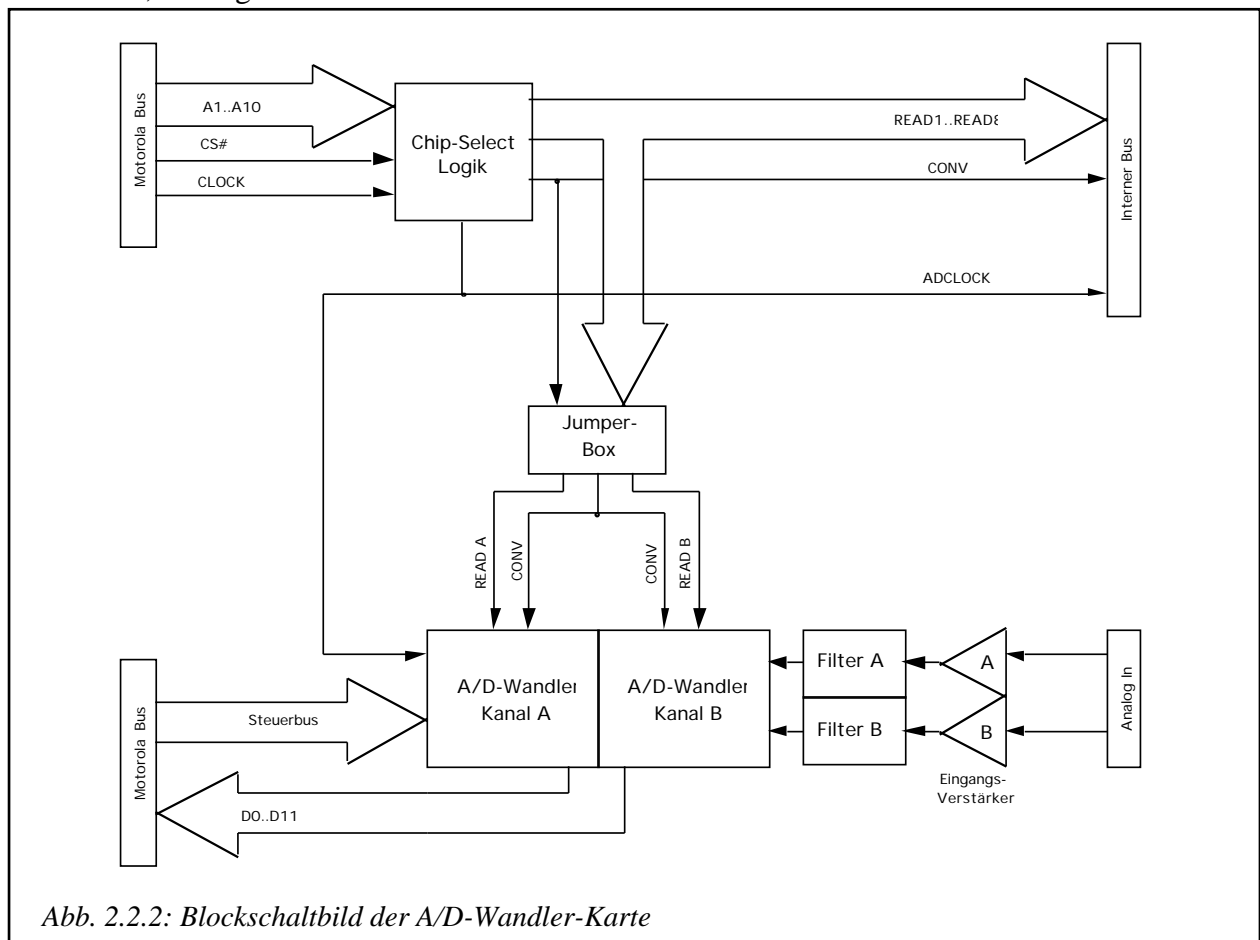 Motorola Bus
A1..A10
CS#
CLOCK
Chip-Select
Logik
READ1..READ8
CONV
ADCLOCK
Interner Bus
Jumper-
Box
READ A
CONV
CONV
READ B
Motorola Bus
Steuerbus
D0..D11
A/D-Wandler
Kanal A
A/D-Wandler
Kanal B
Filter A
Filter B
A
B
Eingangs-
Verstärker
Analog In
Abb. 2.2.2: Blockschaltbild der A/D-Wandler-Karte